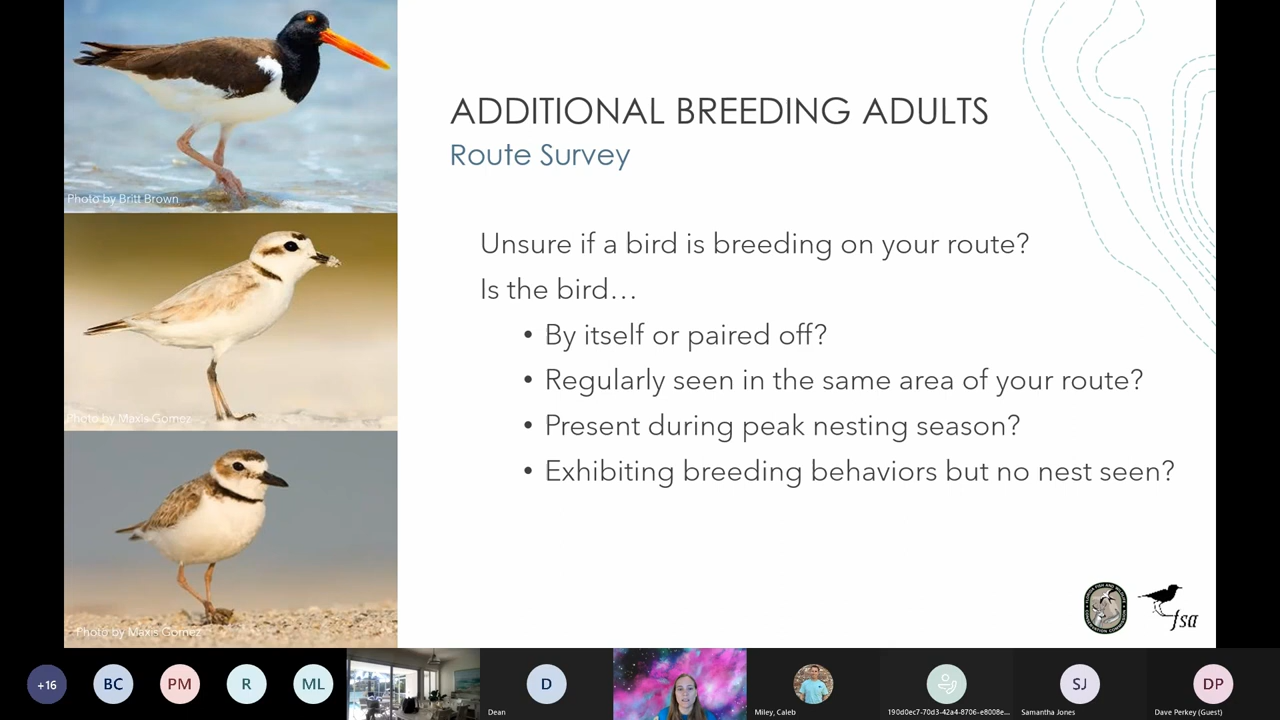 ADDITIONAL BREEDING ADULTS
Route Survey
Unsure if a bird is breeding on your route?
Is the bird…
• By itself or paired off?
• Regularly seen in the same area of your route?
• Present during peak nesting season?
• Exhibiting breeding behaviors but no nest seen?
Photo by Britt Brown
Photo by Maxis Gomez
Photo by Maxis Gomez
fsa
+16
BC
PM
R
ML
D
Dean
Miley, Caleb
190d0ec7-70d3-42a4-8706-e8008e...
SJ
Samantha Jones
DP
Dave Perkey (Guest)